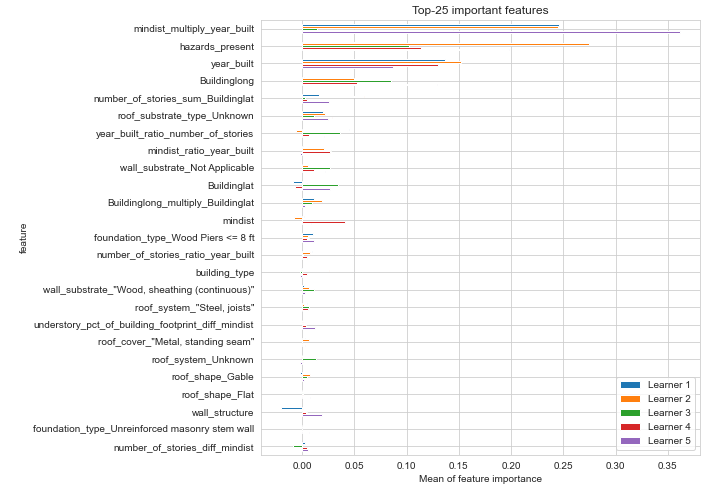 Top-25 important features
mindist_multiply_year_built
hazards_present
year_built
Buildinglong
number_of_stories_sum_Buildinglat
roof_substrate_type_Unknown
year_built_ratio_number_of_stories
mindist_ratio_year_built
wall_substrate_Not Applicable
Buildinglat
Buildinglong_multiply_Buildinglat
mindist
foundation_type_Wood Piers <= 8 ft
number_of_stories_ratio_year_built
building_type
wall_substrate_"Wood, sheathing (continuous)"
roof_system_"Steel, joists"
understory_pct_of_building_footprint_diff_mindist
roof_cover_"Metal, standing seam"
roof_system_Unknown
roof_shape_Gable
roof_shape_Flat
wall_structure
foundation_type_Unreinforced masonry stem wall
number_of_stories_diff_mindist
feature
Learner 1
Learner 2
Learner 3
Learner 4
Learner 5
0.00 0.05 0.10 0.15 0.20 0.25 0.30 0.35
Mean of feature importance